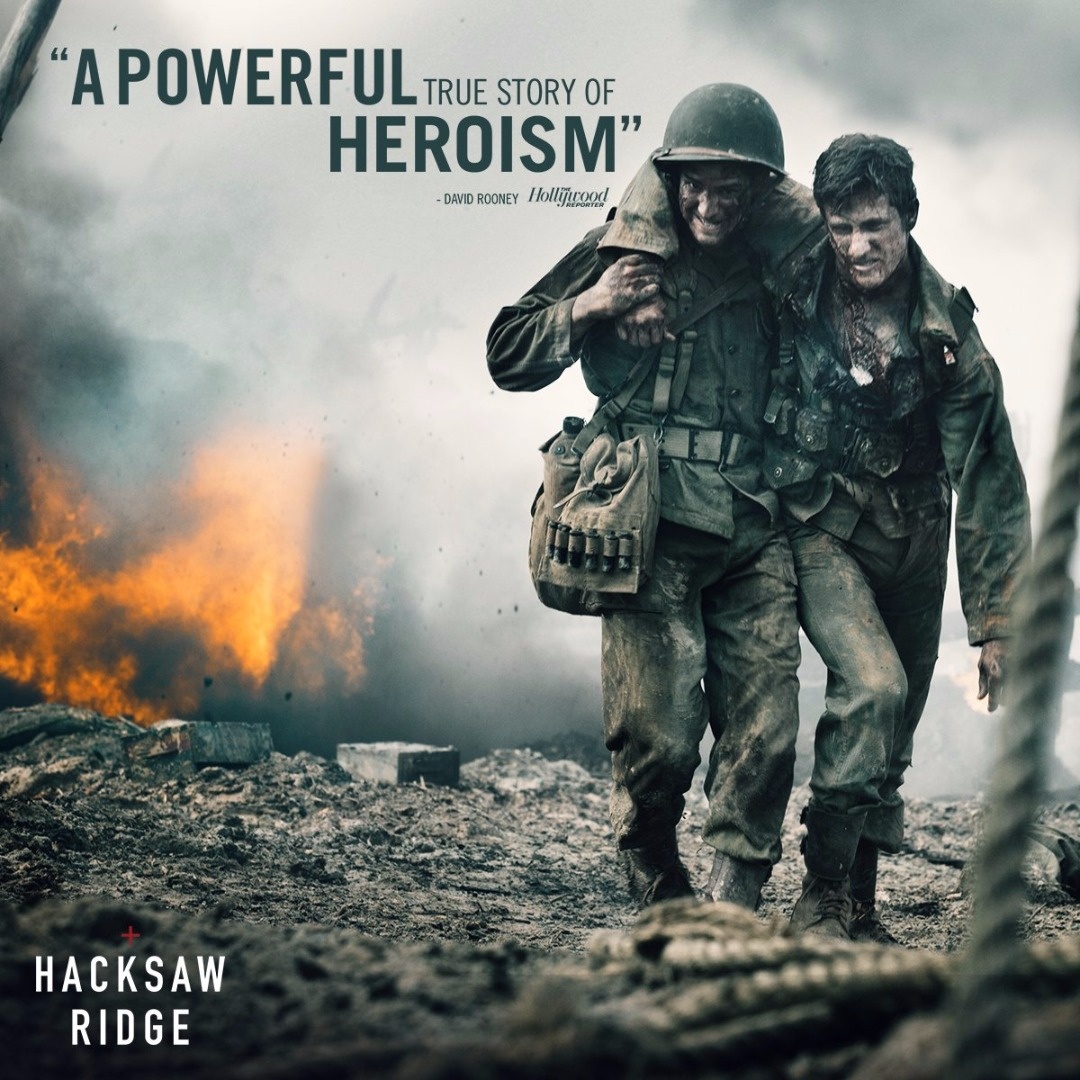 “A POWERFUL TRUE STORY OF
HEROISM”
- DAVID ROONEY The Hollywood REPORTER
HACKSAW
RIDGE